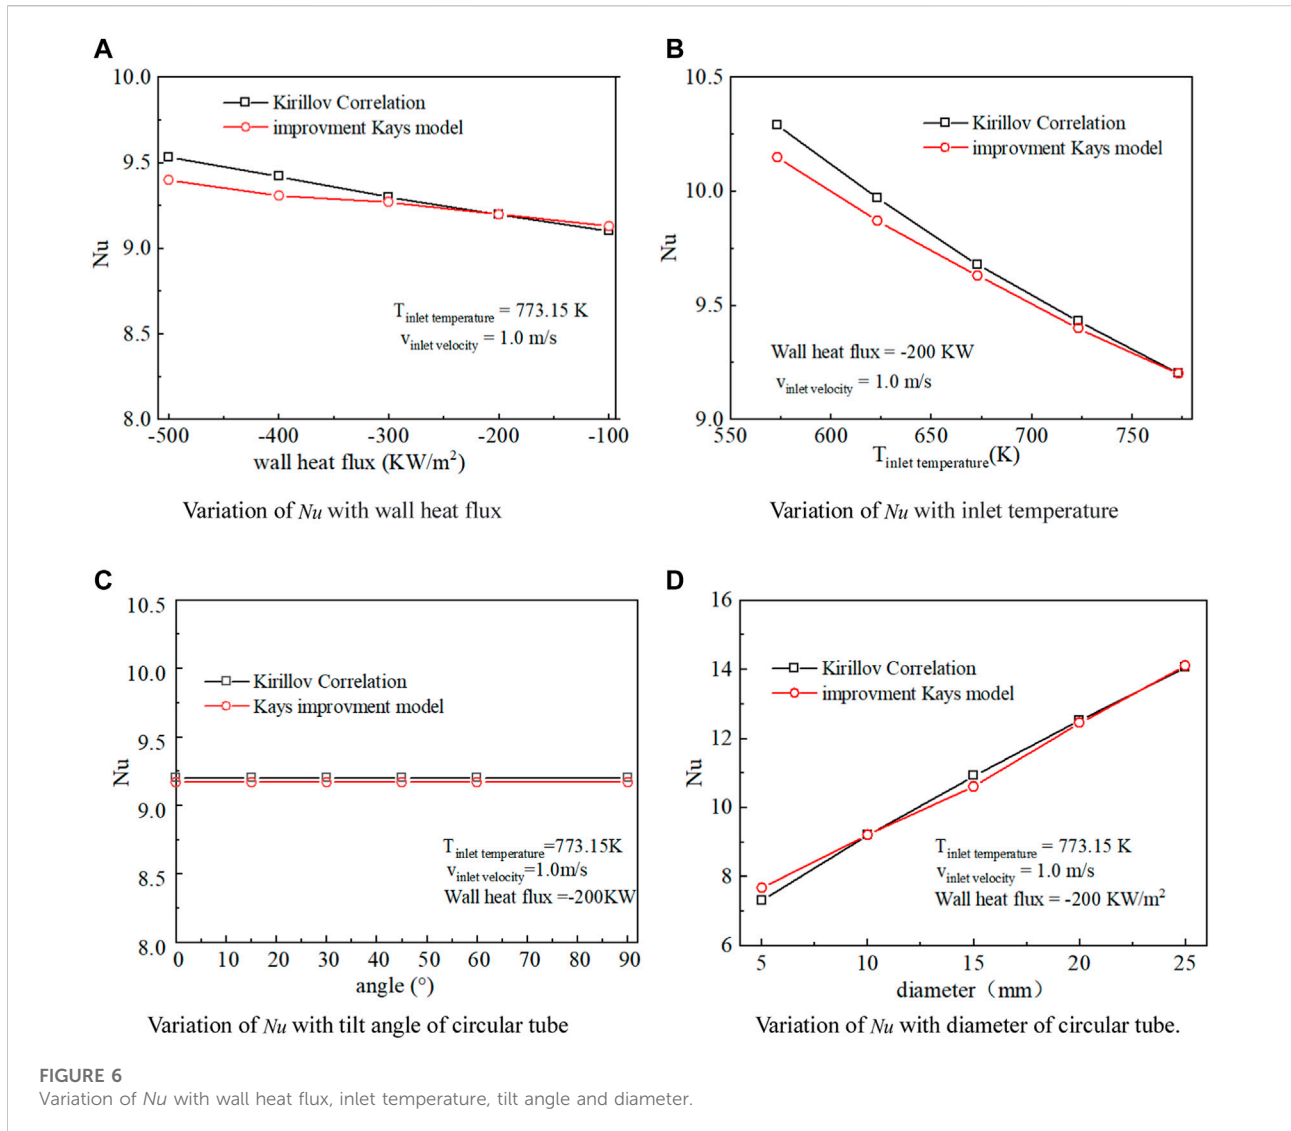 A
10.0
9.5
9.0
8.5
8.0
Nu
Kirillov Correlation
improvment Kays model
T inlet temperature = 773.15 K
v inlet velocity = 1.0 m/s
-500 -400 -300 -200 -100
wall heat flux (KW/m²)
Variation of Nu with wall heat flux
B
10.5
10.0
9.5
9.0
Nu
Kirillov Correlation
improvment Kays model
Wall heat flux = -200 KW
v inlet velocity = 1.0 m/s
550 600 650 700 750
T inlet temperature(K)
Variation of Nu with inlet temperature
C
10.5
10.0
9.5
9.0
8.5
8.0
Nu
Kirillov Correlation
Kays improvment model
T inlet temperature=773.15K
v inlet velocity=1.0m/s
Wall heat flux =-200KW
0 10 20 30 40 50 60 70 80 90
angle (°)
Variation of Nu with tilt angle of circular tube
D
16
14
12
10
8
6
Nu
Kirillov Correlation
improvment Kays model
T inlet temperature = 773.15 K
v inlet velocity = 1.0 m/s
Wall heat flux = -200 KW/m²
5 10 15 20 25
diameter（mm）
Variation of Nu with diameter of circular tube.
FIGURE 6
Variation of Nu with wall heat flux, inlet temperature, tilt angle and diameter.